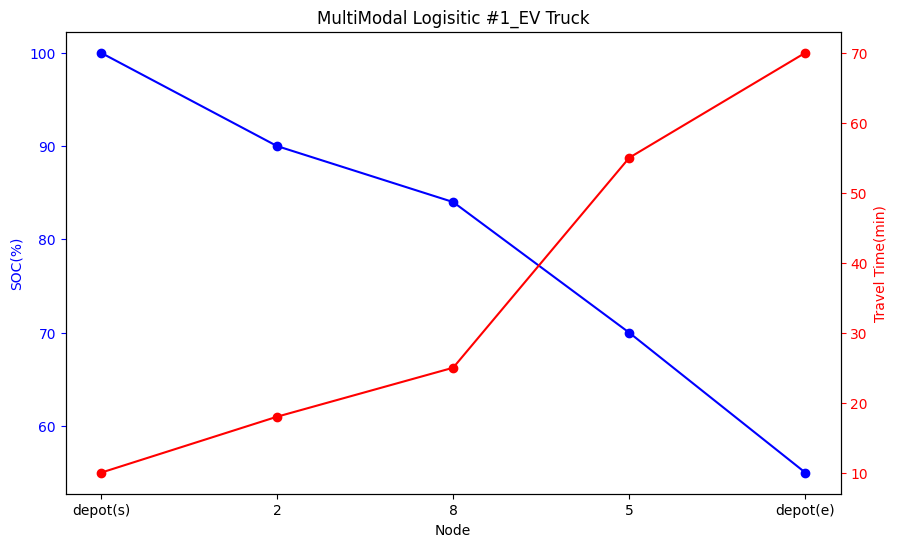 MultiModal Logisitic #1_EV Truck
100
90
80
70
60
SOC(%)
70
60
50
40
30
20
10
Travel Time(min)
depot(s) 2 8 5 depot(e)
Node